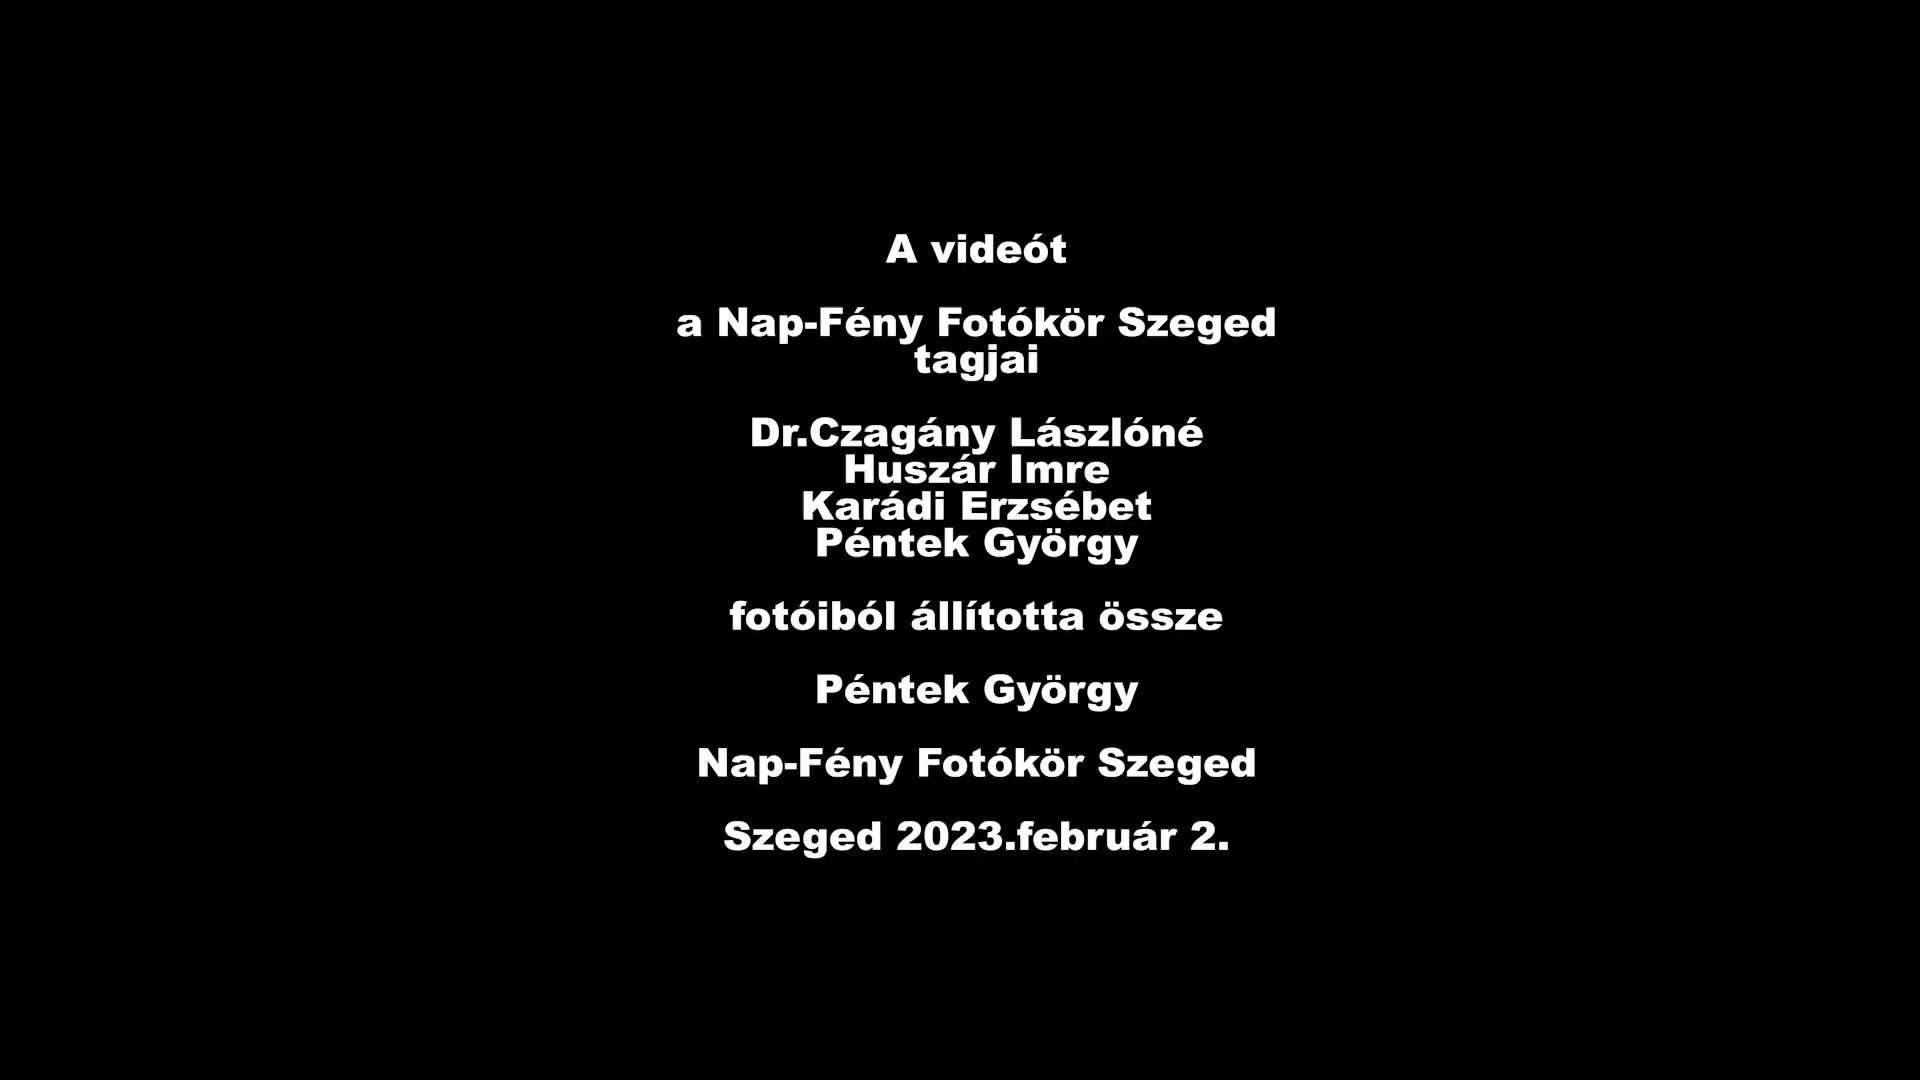 A videót
a Nap-Fény Fotókör Szeged
tagjai
Dr.Czagány Lászlóné
Huszár Imre
Karádi Erzsébet
Péntek György
fotóiból állította össze
Péntek György
Nap-Fény Fotókör Szeged
Szeged 2023.február 2.